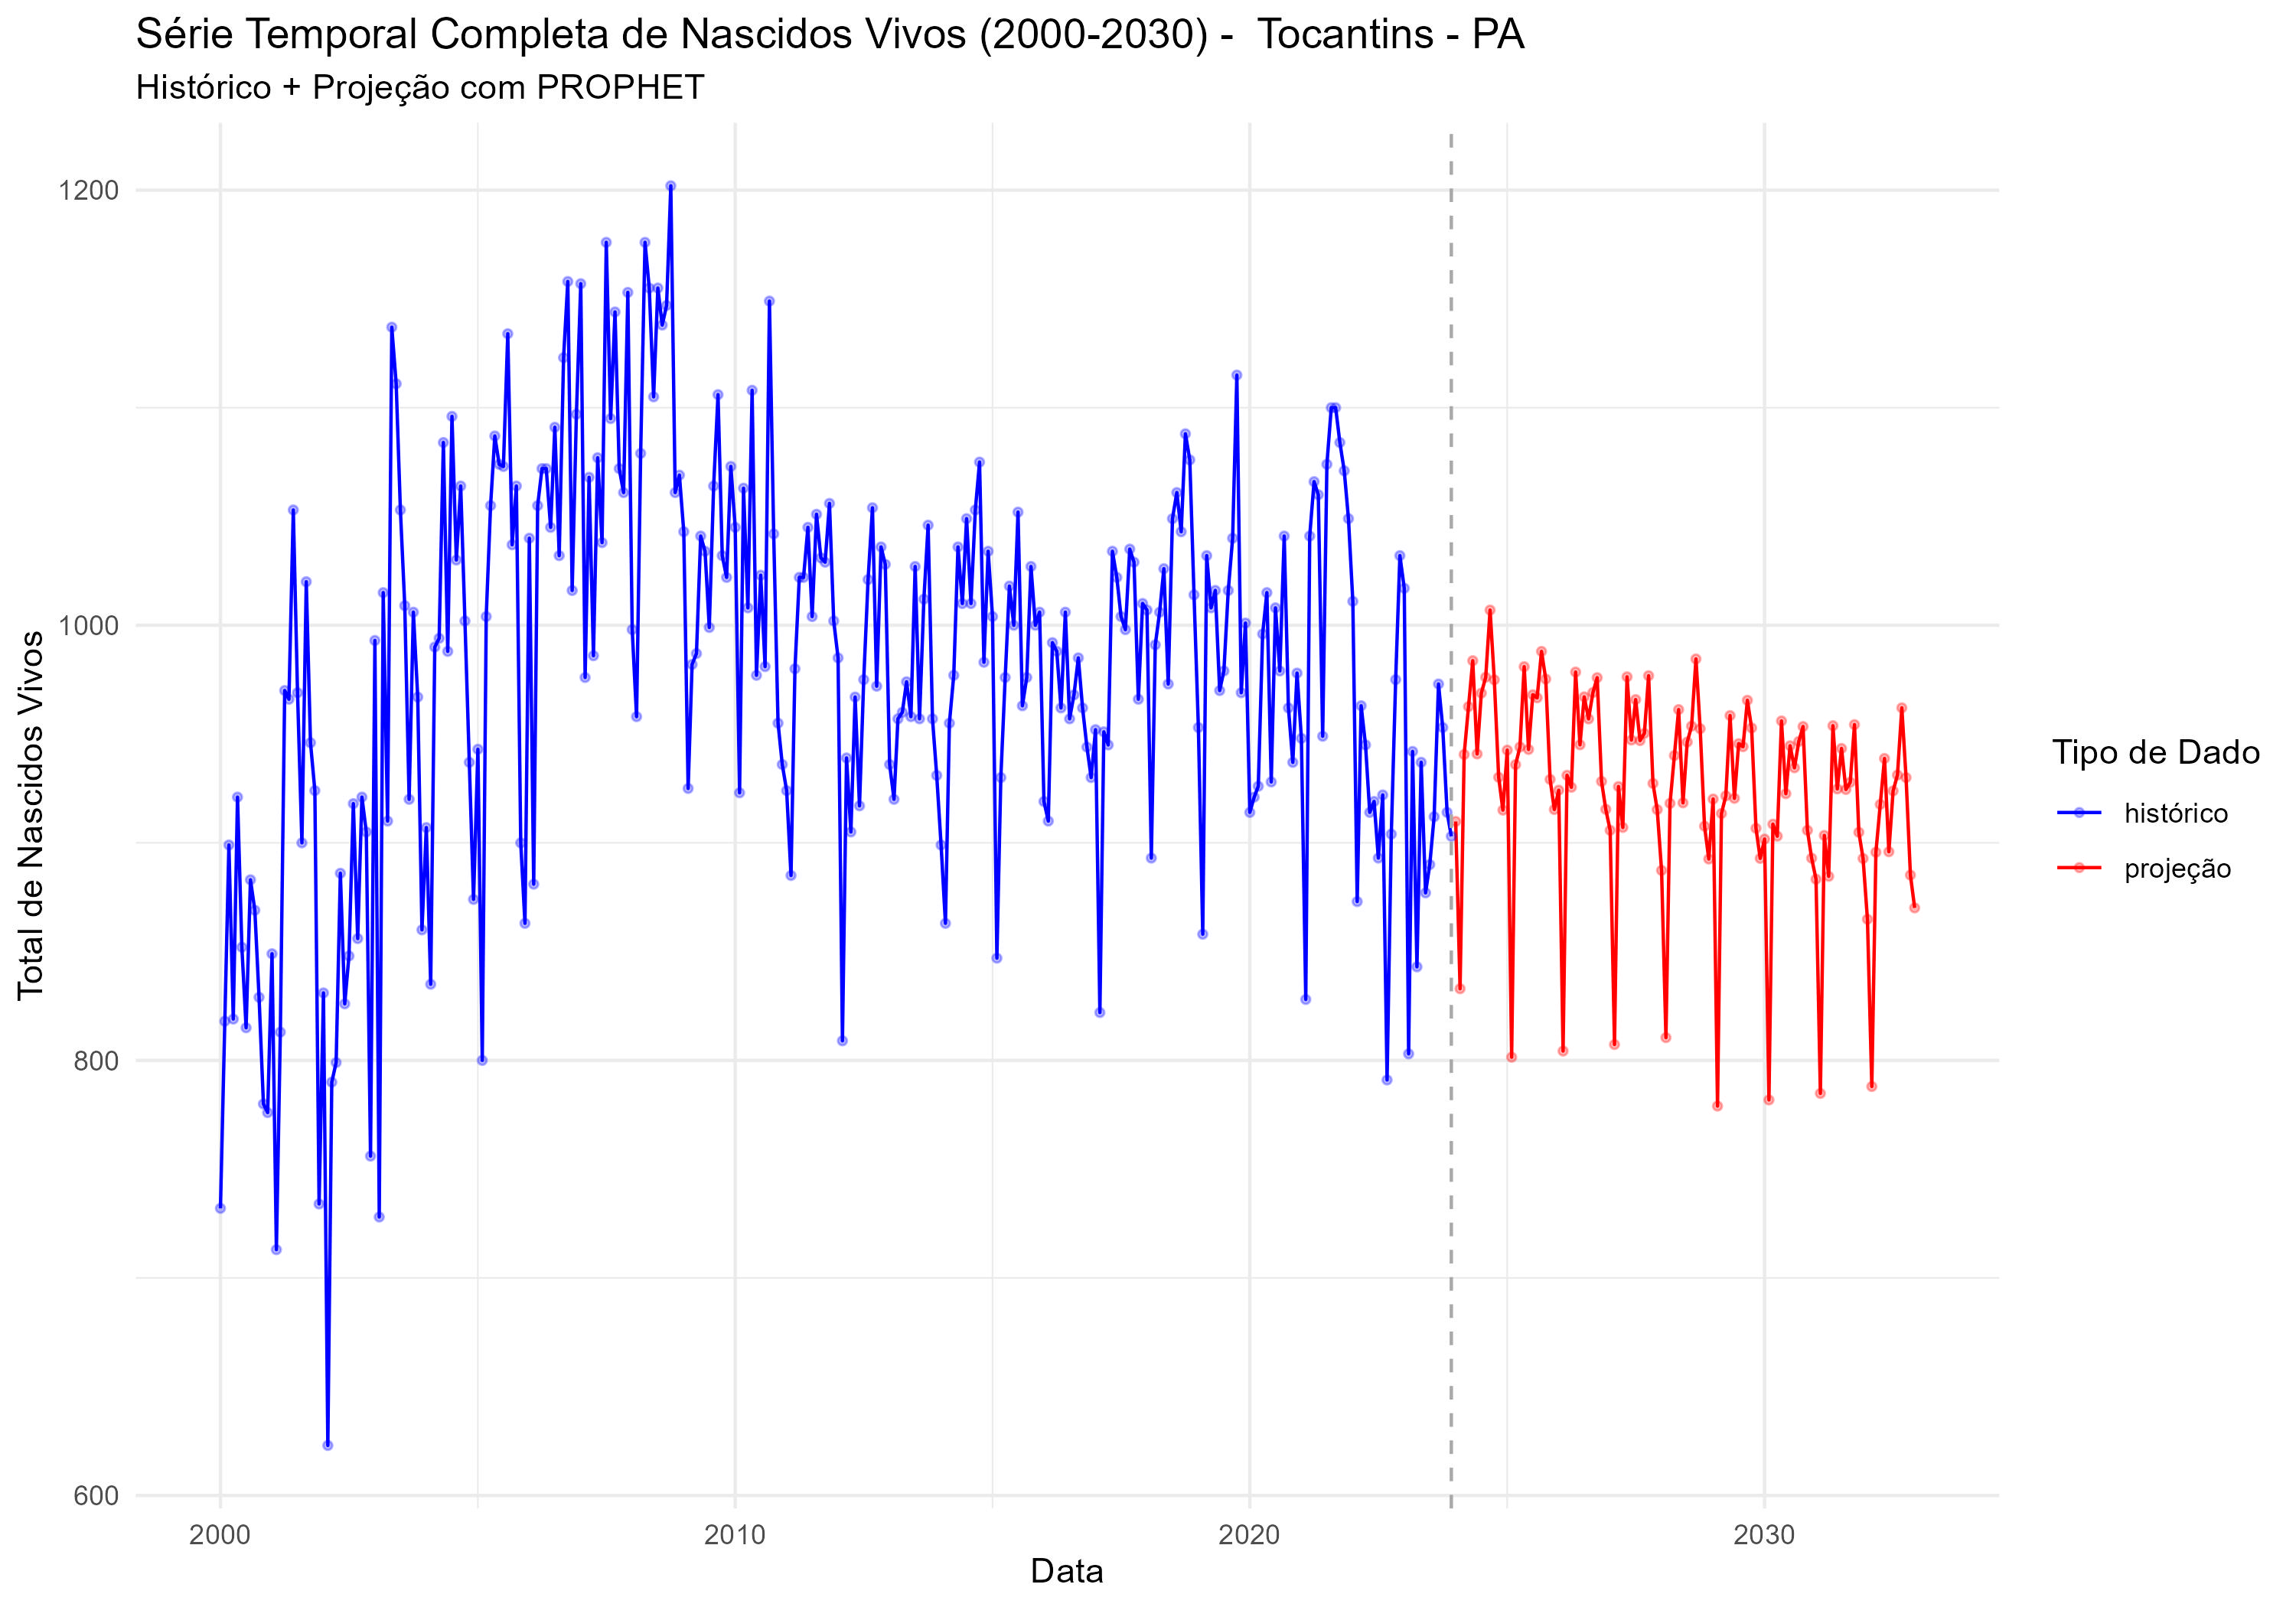 Série Temporal Completa de Nascidos Vivos (2000-2030) -  Tocantins - PA
Histórico + Projeção com PROPHET
Total de Nascidos Vivos
1200
1000
800
600
2000
2010
2020
2030
Data
Tipo de Dado
histórico
projeção